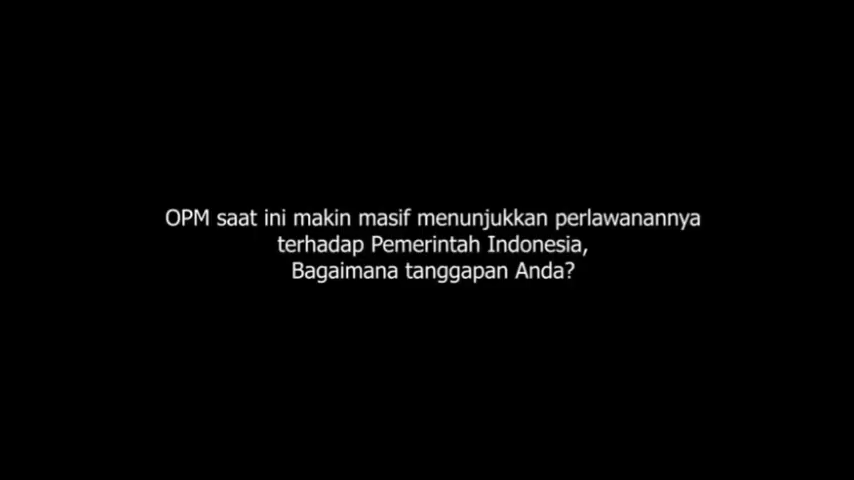 OPM saat ini makin masif menunjukkan perlawanannya
terhadap Pemerintah Indonesia,
Bagaimana tanggapan Anda?